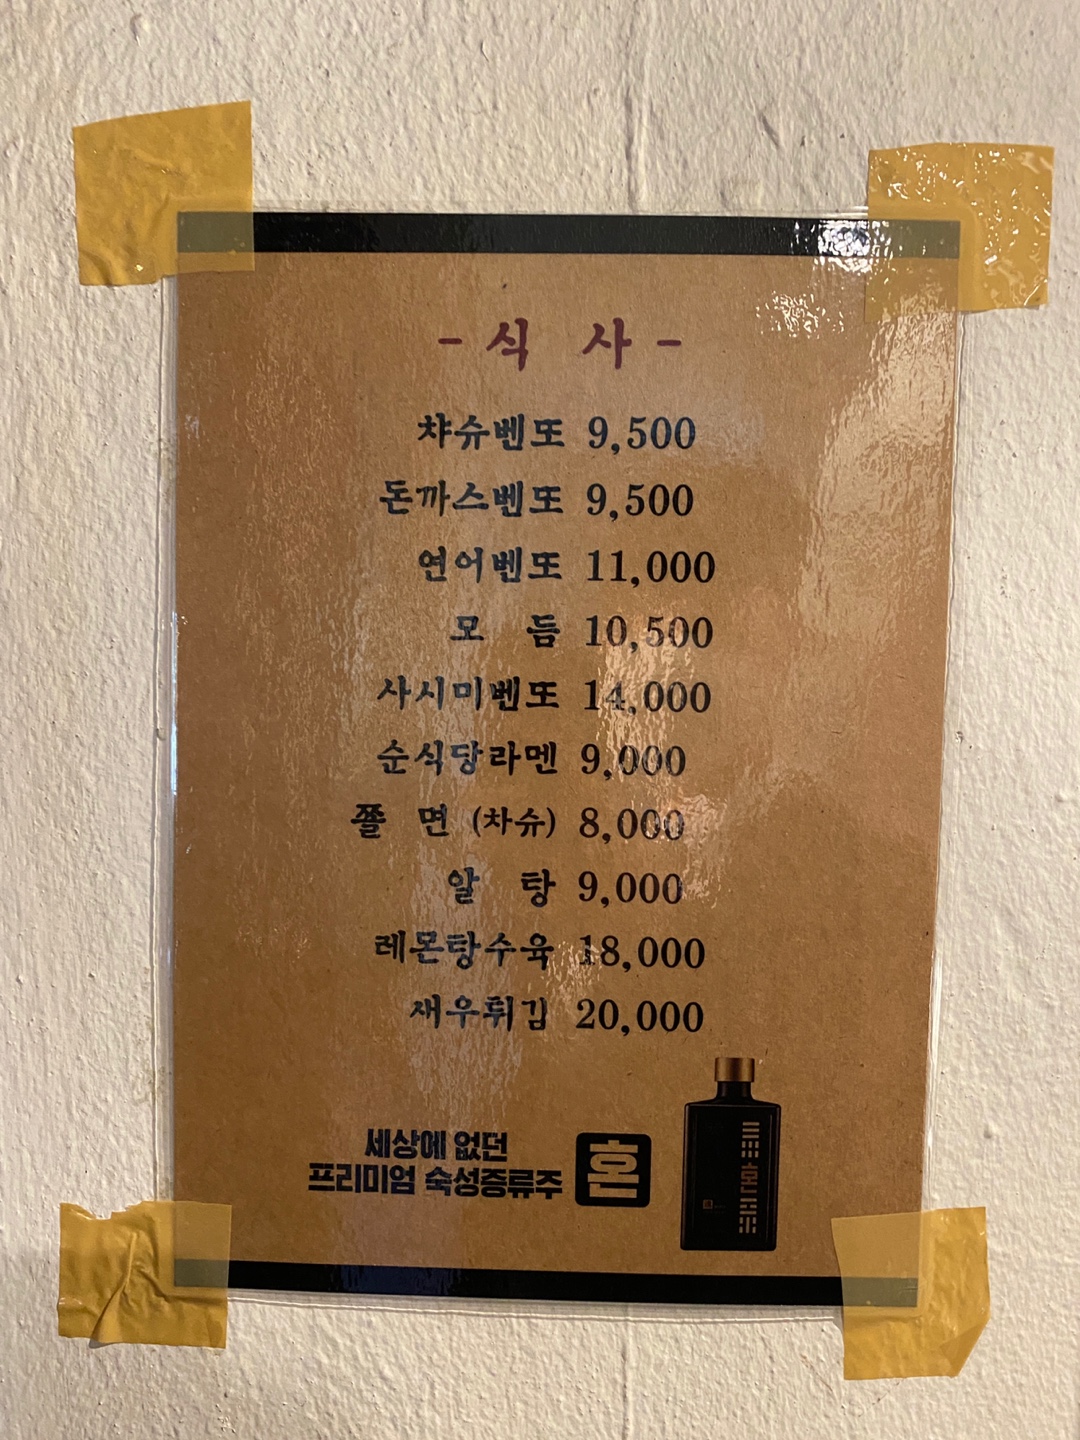 - 식 사 -
챠슈벤또 9,500
돈까스벤또 9,500
연어벤또 11,000
모 듬 10,500
사시미벤또 14,000
순식당라멘 9,000
쫄 면 (차슈) 8,000
알 탕 9,000
레몬탕수육 18,000
새우튀김 20,000
세상에 없던
프리미엄 숙성증류주
혼
혼